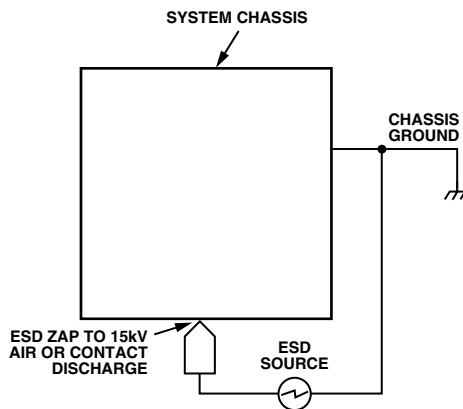 SYSTEM CHASSIS
CHASSIS
GROUND
ESD ZAP TO 15kV
AIR OR CONTACT
DISCHARGE
ESD
SOURCE